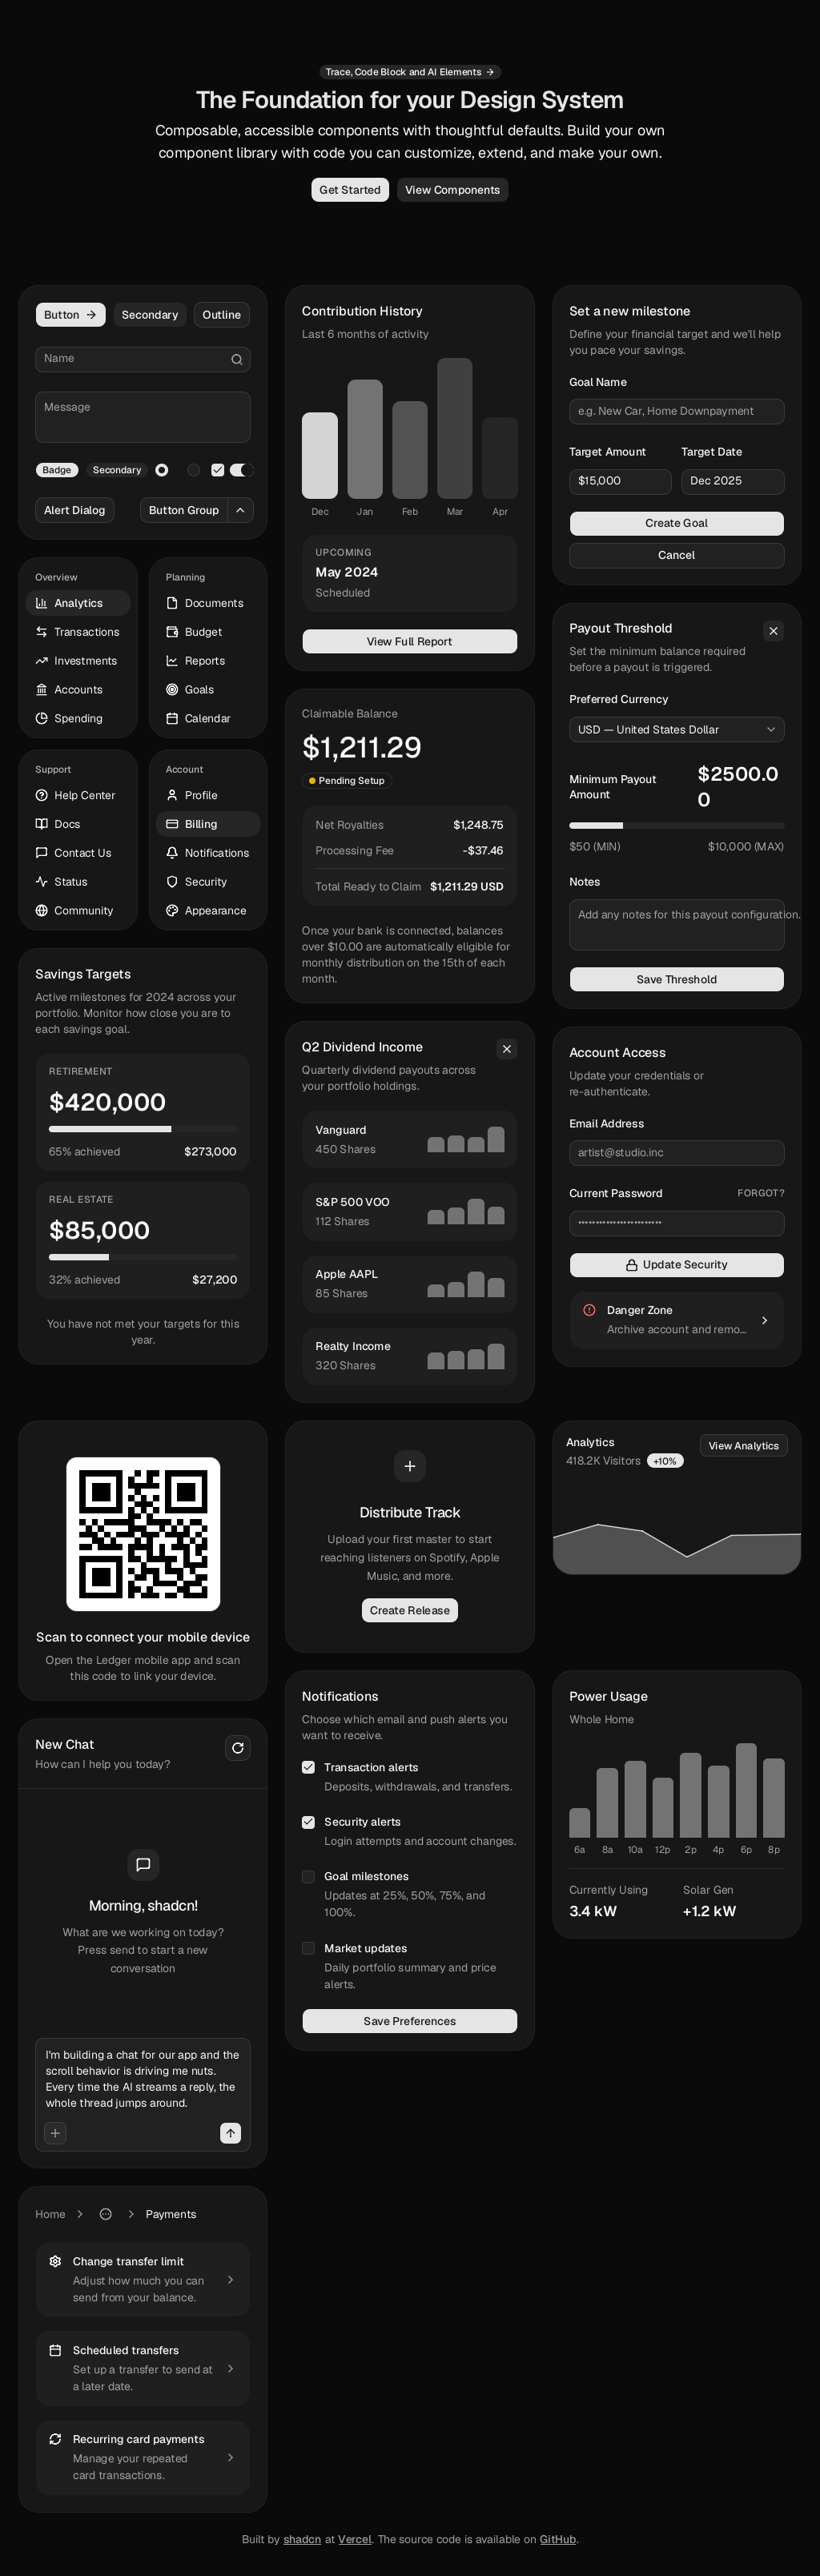 Trace, Code Block and AI Elements
The Foundation for your Design System
Composable, accessible components with thoughtful defaults. Build your own
component library with code you can customize, extend, and make your own.
Get Started
View Components
Button
Secondary
Outline
Name
Message
Badge
Secondary
Alert Dialog
Button Group
Overview
Analytics
Transactions
Investments
Accounts
Spending
Planning
Documents
Budget
Reports
Goals
Calendar
Support
Help Center
Docs
Contact Us
Status
Community
Account
Profile
Billing
Notifications
Security
Appearance
Savings Targets
Active milestones for 2024 across your
portfolio. Monitor how close you are to
each savings goal.
RETIREMENT
$420,000
65% achieved
$273,000
REAL ESTATE
$85,000
32% achieved
$27,200
You have not met your targets for this
year.
Contribution History
Last 6 months of activity
Dec
Jan
Feb
Mar
Apr
UPCOMING
May 2024
Scheduled
View Full Report
Claimable Balance
$1,211.29
Pending Setup
Net Royalties
$1,248.75
Processing Fee
-$37.46
Total Ready to Claim
$1,211.29 USD
Once your bank is connected, balances
over $10.00 are automatically eligible for
monthly distribution on the 15th of each
month.
Q2 Dividend Income
Quarterly dividend payouts across
your portfolio holdings.
Vanguard
450 Shares
S&P 500 VOO
112 Shares
Apple AAPL
85 Shares
Realty Income
320 Shares
Set a new milestone
Define your financial target and we'll help
you pace your savings.
Goal Name
e.g. New Car, Home Downpayment
Target Amount
Target Date
$15,000
Dec 2025
Create Goal
Cancel
Payout Threshold
Set the minimum balance required
before a payout is triggered.
Preferred Currency
USD — United States Dollar
Minimum Payout
Amount
$2500.0
0
$50 (MIN)
$10,000 (MAX)
Notes
Add any notes for this payout configuration.
Save Threshold
Account Access
Update your credentials or
re-authenticate.
Email Address
artist@studio.inc
Current Password
FORGOT?
Update Security
Danger Zone
Archive account and remo...
Scan to connect your mobile device
Open the Ledger mobile app and scan
this code to link your device.
New Chat
How can I help you today?
Morning, shadcn!
What are we working on today?
Press send to start a new
conversation
I'm building a chat for our app and the
scroll behavior is driving me nuts.
Every time the AI streams a reply, the
whole thread jumps around.
Home
Payments
Change transfer limit
Adjust how much you can
send from your balance.
Scheduled transfers
Set up a transfer to send at
a later date.
Recurring card payments
Manage your repeated
card transactions.
Distribute Track
Upload your first master to start
reaching listeners on Spotify, Apple
Music, and more.
Create Release
Notifications
Choose which email and push alerts you
want to receive.
Transaction alerts
Deposits, withdrawals, and transfers.
Security alerts
Login attempts and account changes.
Goal milestones
Updates at 25%, 50%, 75%, and
100%.
Market updates
Daily portfolio summary and price
alerts.
Save Preferences
Analytics
418.2K Visitors
+10%
View Analytics
Power Usage
Whole Home
6a
8a
10a
12p
2p
4p
6p
8p
Currently Using
3.4 kW
Solar Gen
+1.2 kW
Built by shadcn at Vercel. The source code is available on GitHub.